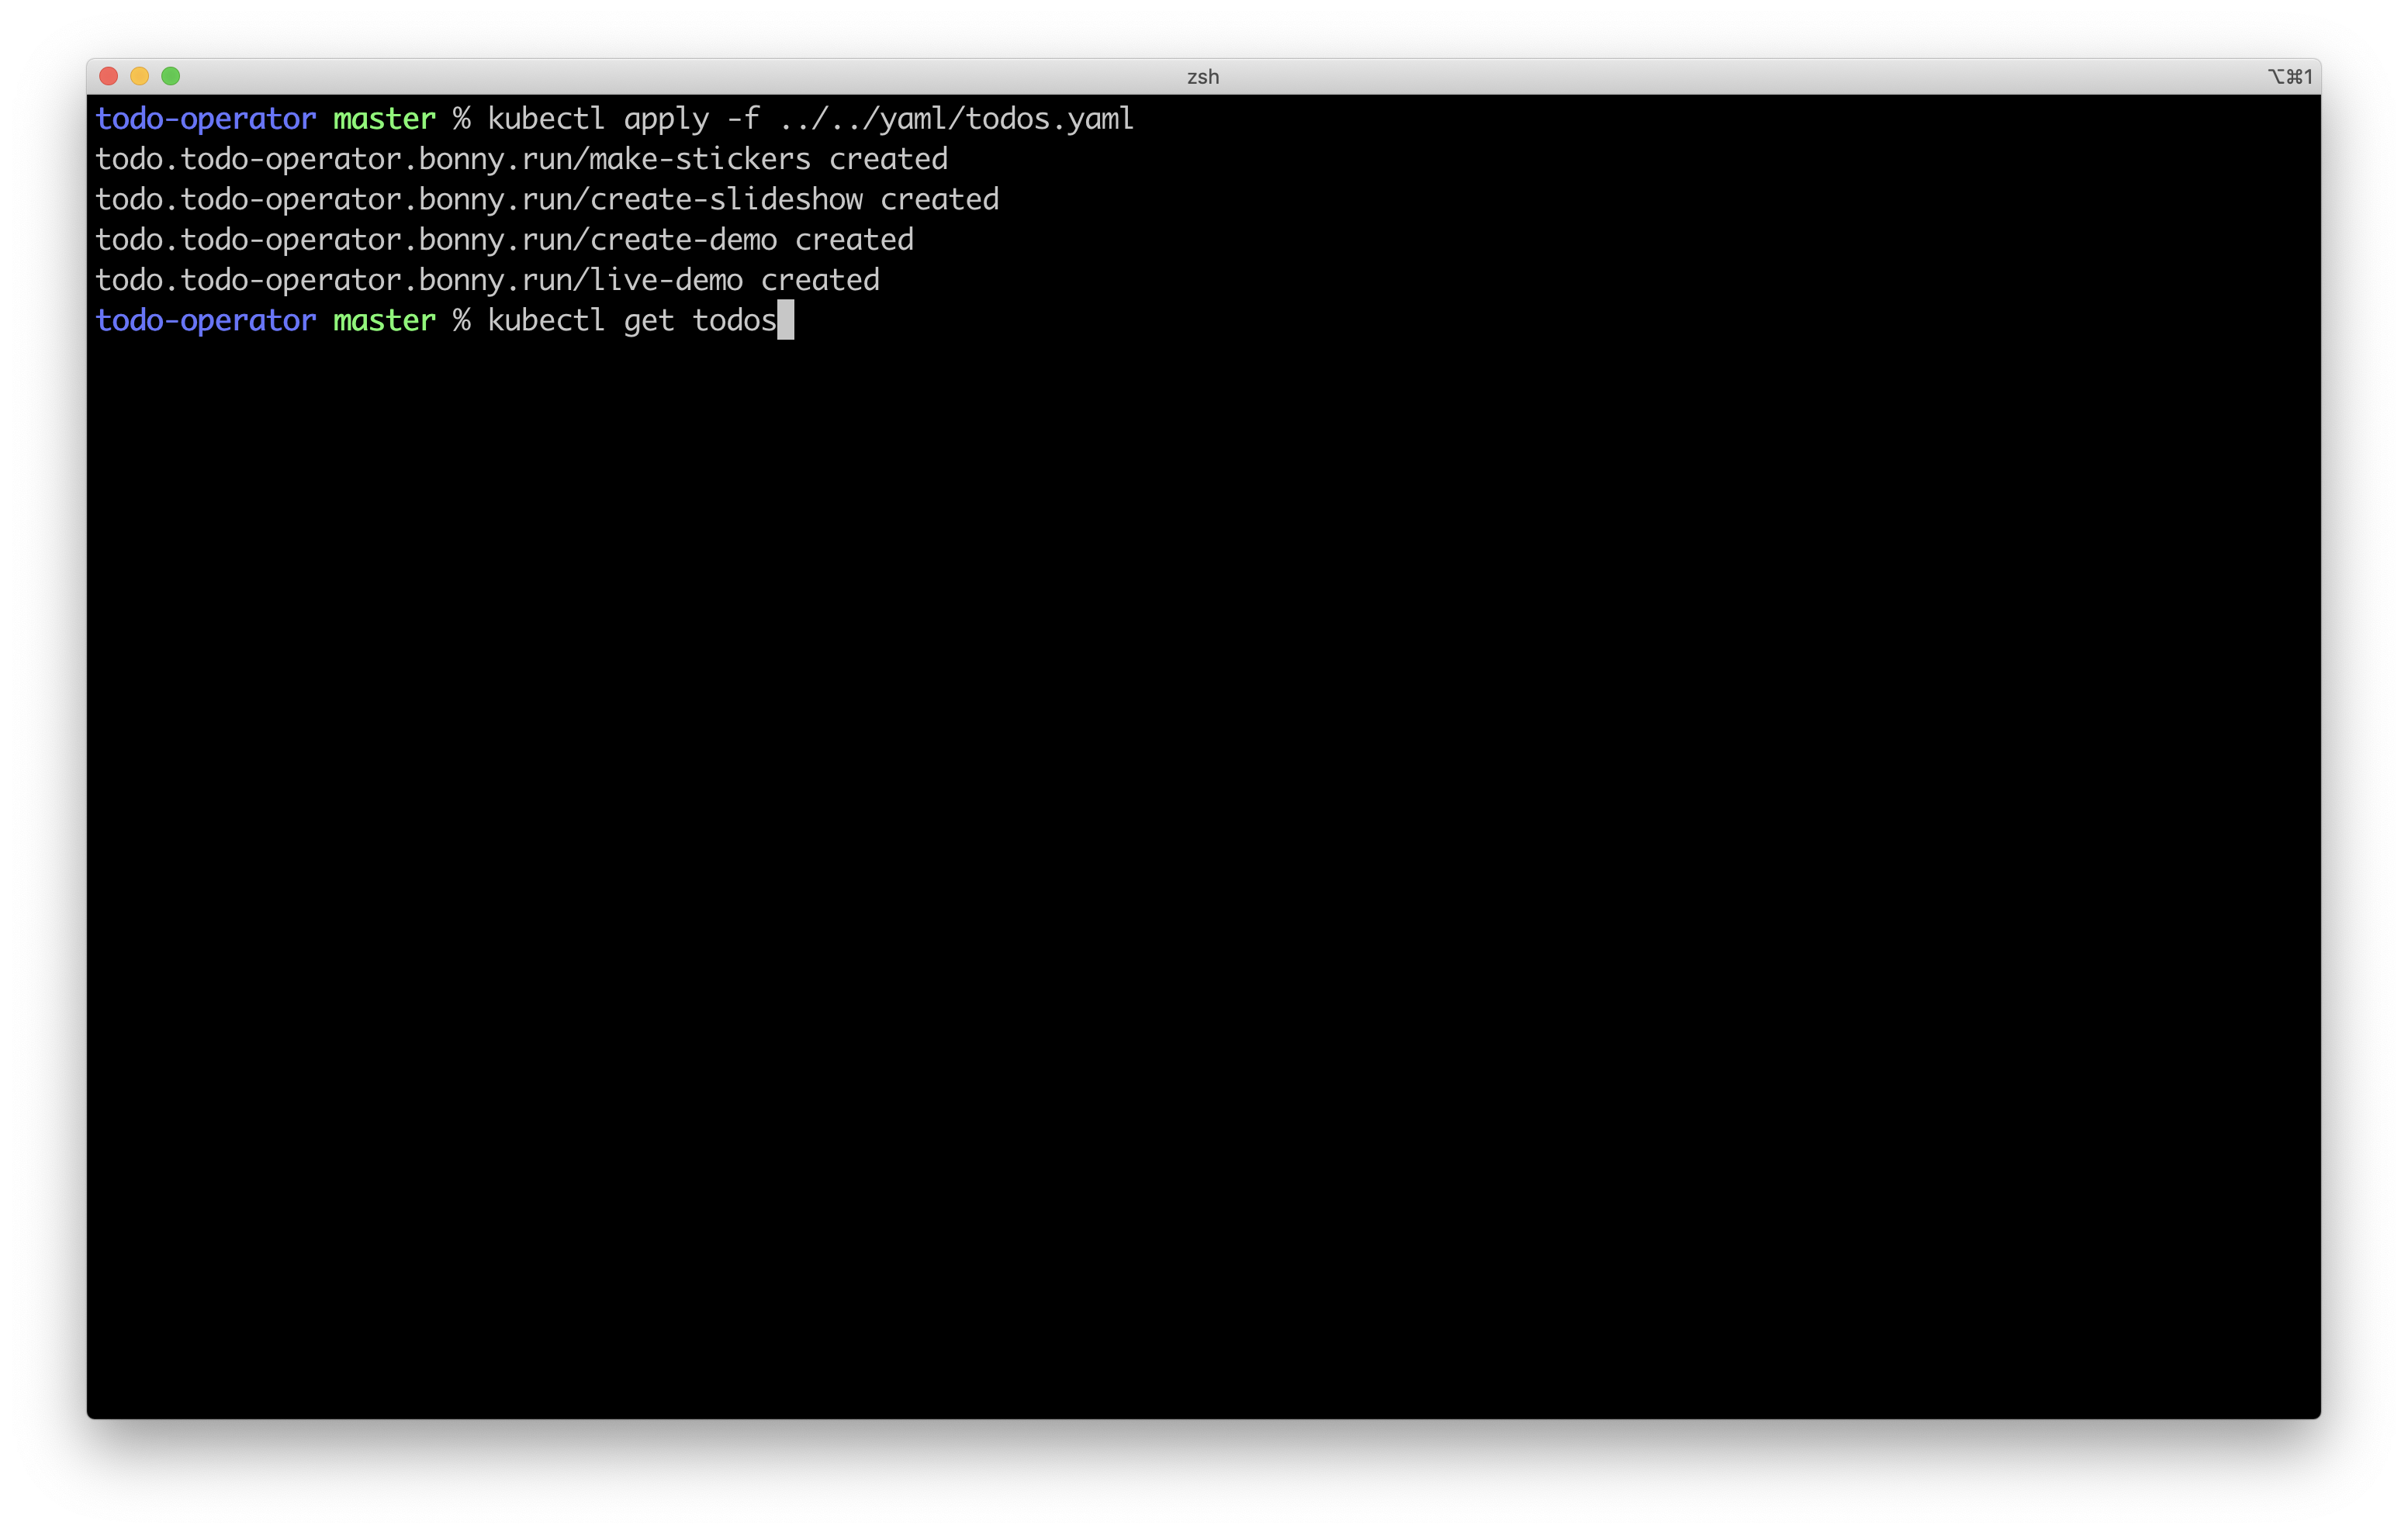 zsh
⌥⌘1
todo-operator master % kubectl apply -f ../../yaml/todos.yaml
todo.todo-operator.bonny.run/make-stickers created
todo.todo-operator.bonny.run/create-slideshow created
todo.todo-operator.bonny.run/create-demo created
todo.todo-operator.bonny.run/live-demo created
todo-operator master % kubectl get todos